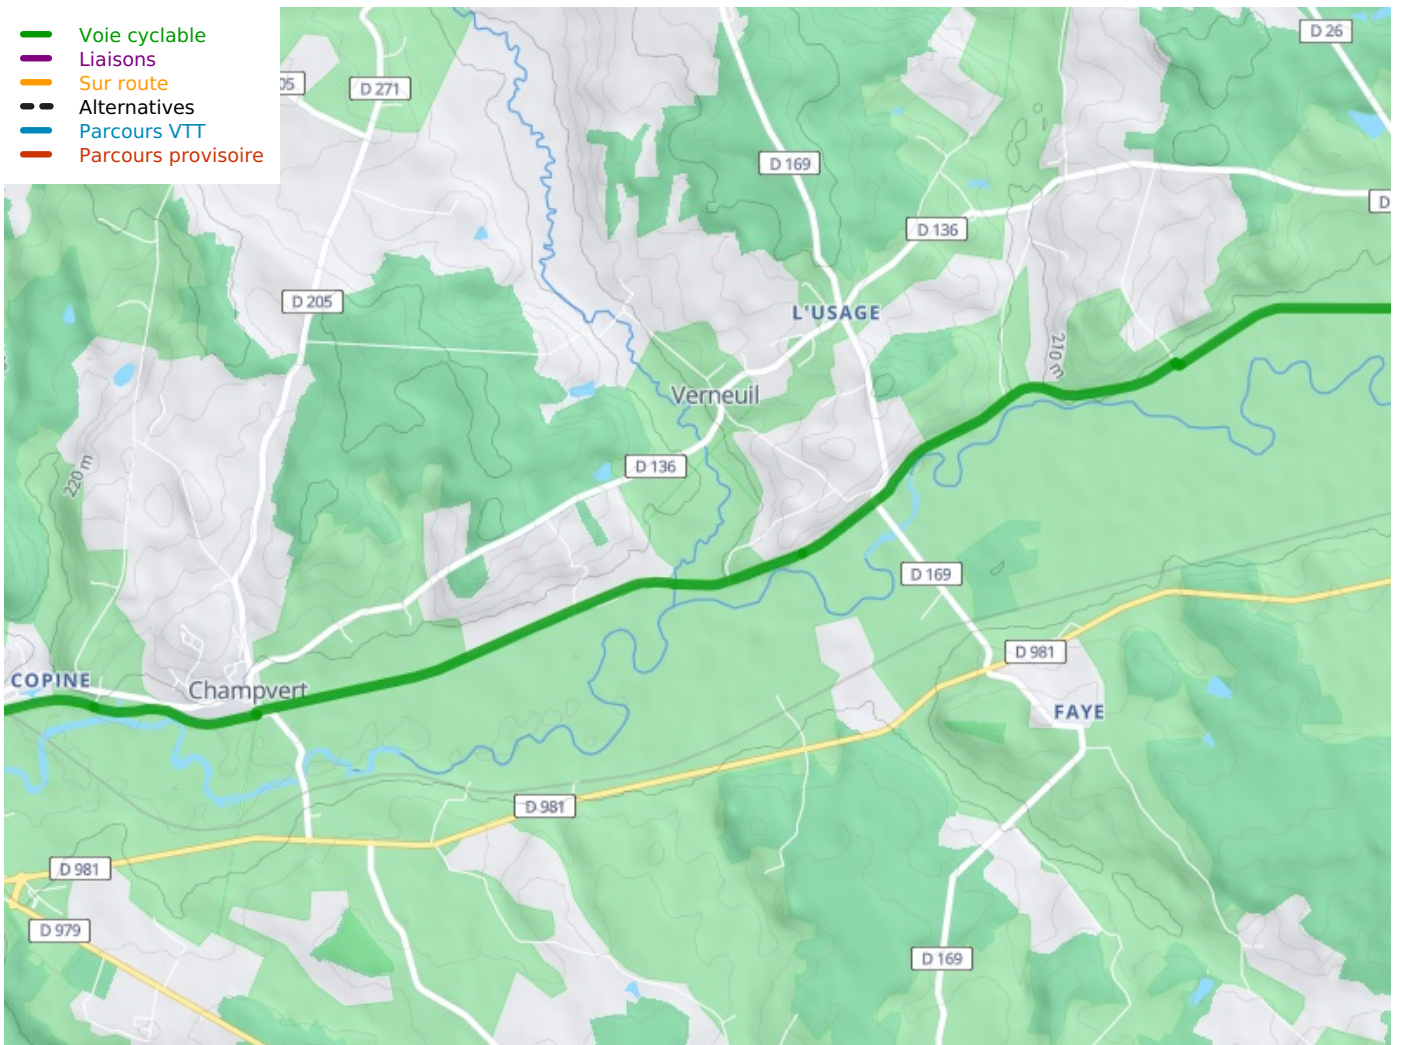 Voie cyclable
Liaisons
Sur route
Alternatives
Parcours VTT
Parcours provisoire
D 26
05
D 271
D 169
D
D 136
D 205
L'USAGE
210 m
Verneuil
D 136
220 m
D 169
D 981
COPINE
Champvert
FAYE
D 981
D 981
D 979
D 169